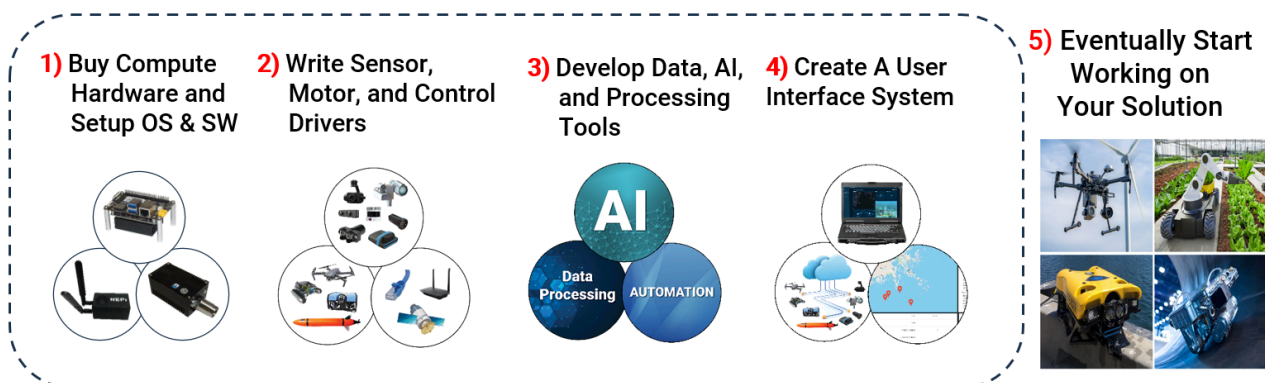 1) Buy Compute
Hardware and
Setup OS & SW
2) Write Sensor,
Motor, and Control
Drivers
3) Develop Data, AI,
and Processing
Tools
4) Create A User
Interface System
5) Eventually Start
Working on
Your Solution
AI
Data
Processing
AUTOMATION
NEPI